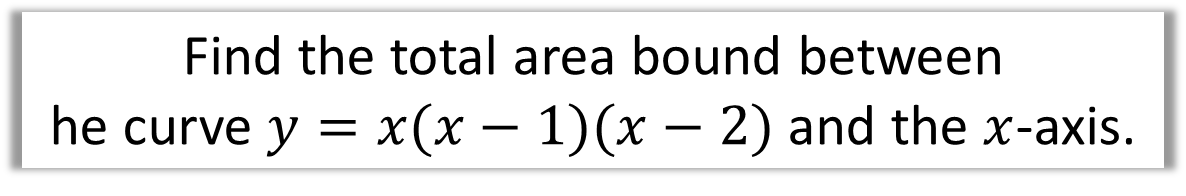 Find the total area bound between
he curve 𝑦 = 𝑥(𝑥 − 1)(𝑥 − 2) and the 𝑥-axis.